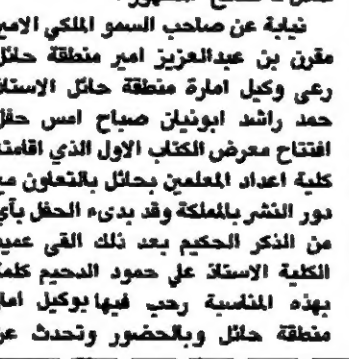 نيابة عن صاحب السمو الملكي الامير
مقرن بن عبدالعزيز امير منطقة حائل
رعى وكيل امارة منطقة حائل الاستاذ
حمد راشد ابونيان صباح امس حفل
افتتاح معرض الكتاب الاول الذي اقامته
كلية اعداد المعلمين بحائل بالتعاون مع
دور النشر بالمملكة وقد بدىء الحفل بآي
من الذكر الحكيم بعد ذلك القى عميد
الكلية الاستاذ علي حمود الدحيم كلمة
بهذه المناسبة رحب فيها بوكيل امارة
منطقة حائل وبالحضور وتحدث عن